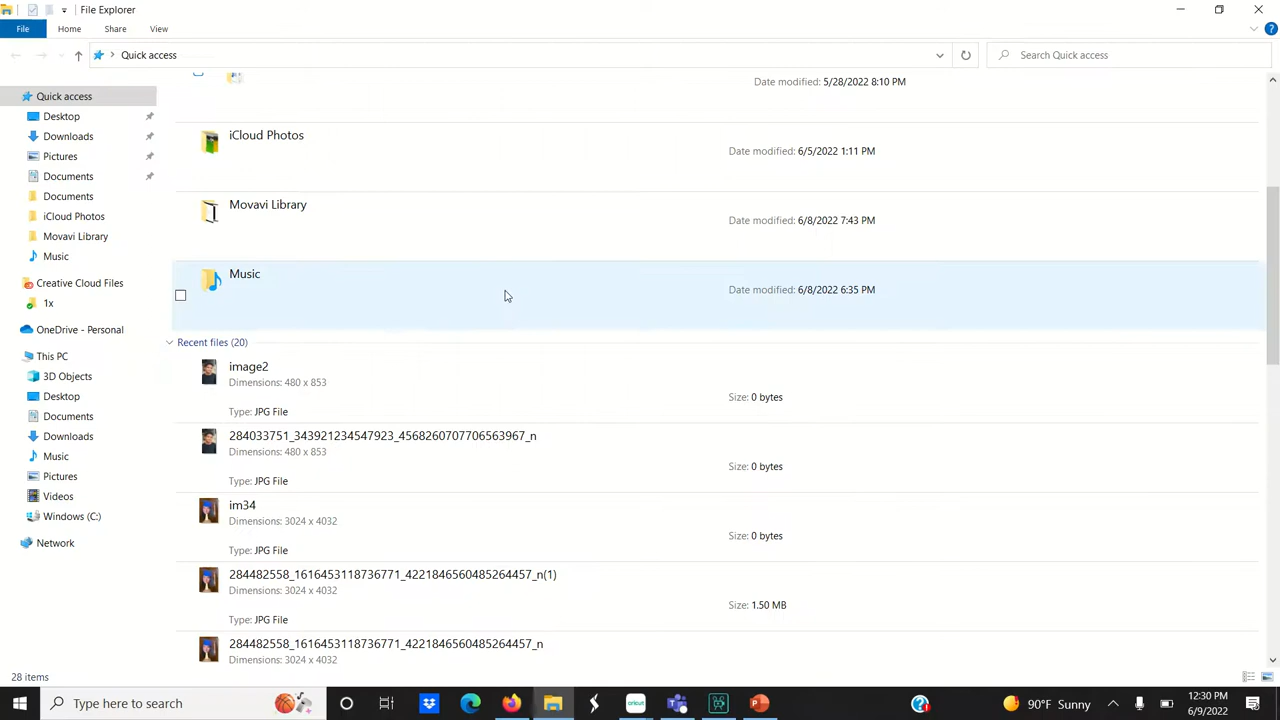 File Explorer
File Home Share View
Quick access
Search Quick access
Quick access
Desktop
Downloads
Pictures
Documents
Documents
iCloud Photos
Movavi Library
Music
Creative Cloud Files
1x
OneDrive - Personal
This PC
3D Objects
Desktop
Documents
Downloads
Music
Pictures
Videos
Windows (C:)
Network
Date modified: 5/28/2022 8:10 PM
iCloud Photos
Date modified: 6/5/2022 1:11 PM
Movavi Library
Date modified: 6/8/2022 7:43 PM
Music
Date modified: 6/8/2022 6:35 PM
Recent files (20)
image2
Dimensions: 480 x 853
Size: 0 bytes
Type: JPG File
284033751_343921234547923_4568260707706563967_n
Dimensions: 480 x 853
Size: 0 bytes
Type: JPG File
im34
Dimensions: 3024 x 4032
Size: 0 bytes
Type: JPG File
284482558_1616453118736771_4221846560485264457_n(1)
Dimensions: 3024 x 4032
Size: 1.50 MB
Type: JPG File
284482558_1616453118736771_4221846560485264457_n
Dimensions: 3024 x 4032
28 items
Type here to search
cricut
90°F Sunny
12:30 PM
6/9/2022